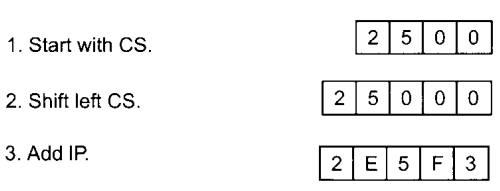 1. Start with CS. 2 5 0 0
2. Shift left CS. 2 5 0 0 0
3. Add IP. 2 E 5 F 3